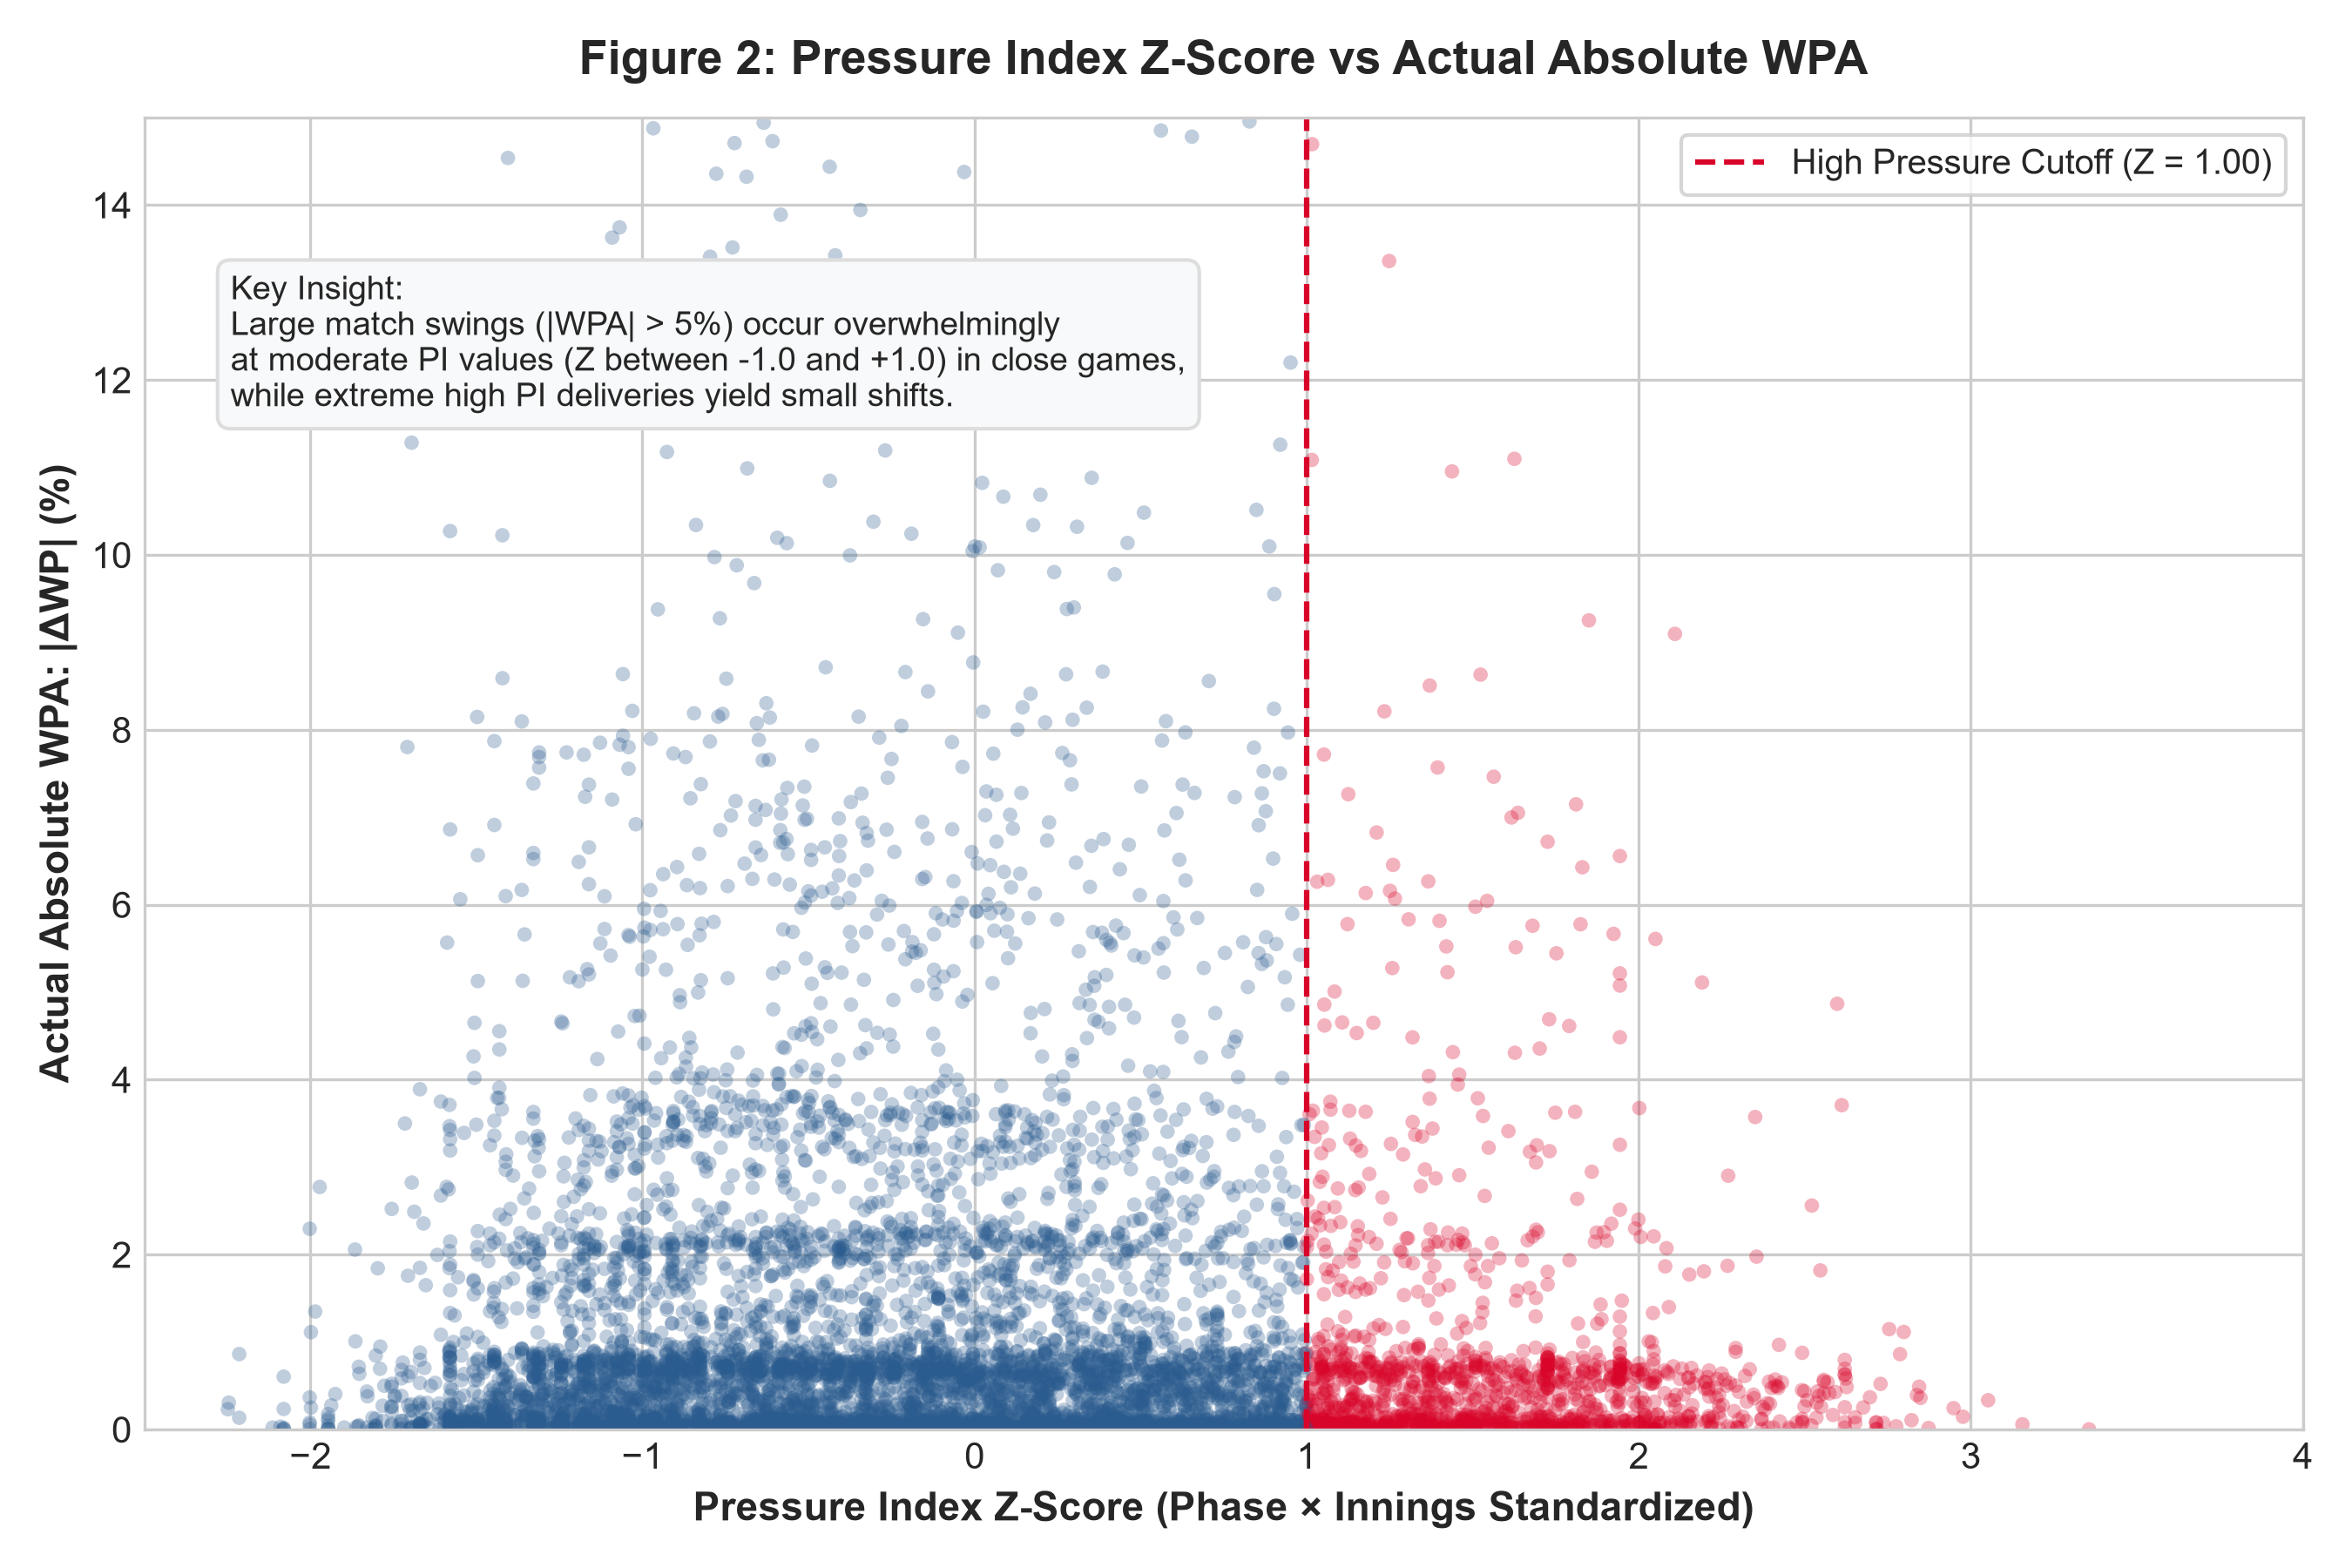 Figure 2: Pressure Index Z-Score vs Actual Absolute WPA
High Pressure Cutoff (Z = 1.00)
Key Insight:
Large match swings (|WPA| > 5%) occur overwhelmingly
at moderate PI values (Z between -1.0 and +1.0) in close games,
while extreme high PI deliveries yield small shifts.
Actual Absolute WPA: |ΔWP| (%)
14
12
10
8
6
4
2
0
−2 −1 0 1 2 3 4
Pressure Index Z-Score (Phase × Innings Standardized)